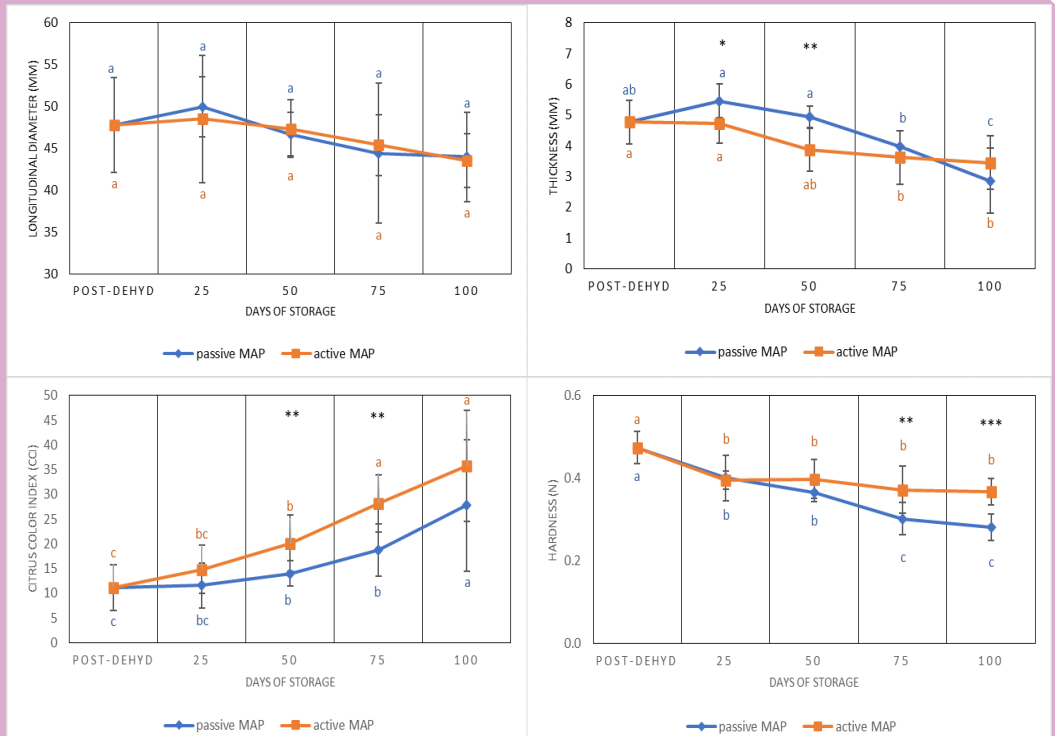 LONGITUDINAL DIAMETER (MM)
60
55
50
45
40
35
30
a a a a a
a a a a a
POST-DEHYD 25 50 75 100
DAYS OF STORAGE
passive MAP active MAP
THICKNESS (MM)
8
7
6
5
4
3
2
1
0
* **
ab a a b c
a a ab b b
POST-DEHYD 25 50 75 100
DAYS OF STORAGE
passive MAP active MAP
CITRUS COLOR INDEX (CCI)
50
45
40
35
30
25
20
15
10
5
0
** **
c bc b a a
c bc b b a
POST-DEHYD 25 50 75 100
DAYS OF STORAGE
passive MAP active MAP
HARDNESS (N)
0.6
0.4
0.2
0.0
** ***
a b b b b
a b b c c
POST-DEHYD 25 50 75 100
DAYS OF STORAGE
passive MAP active MAP